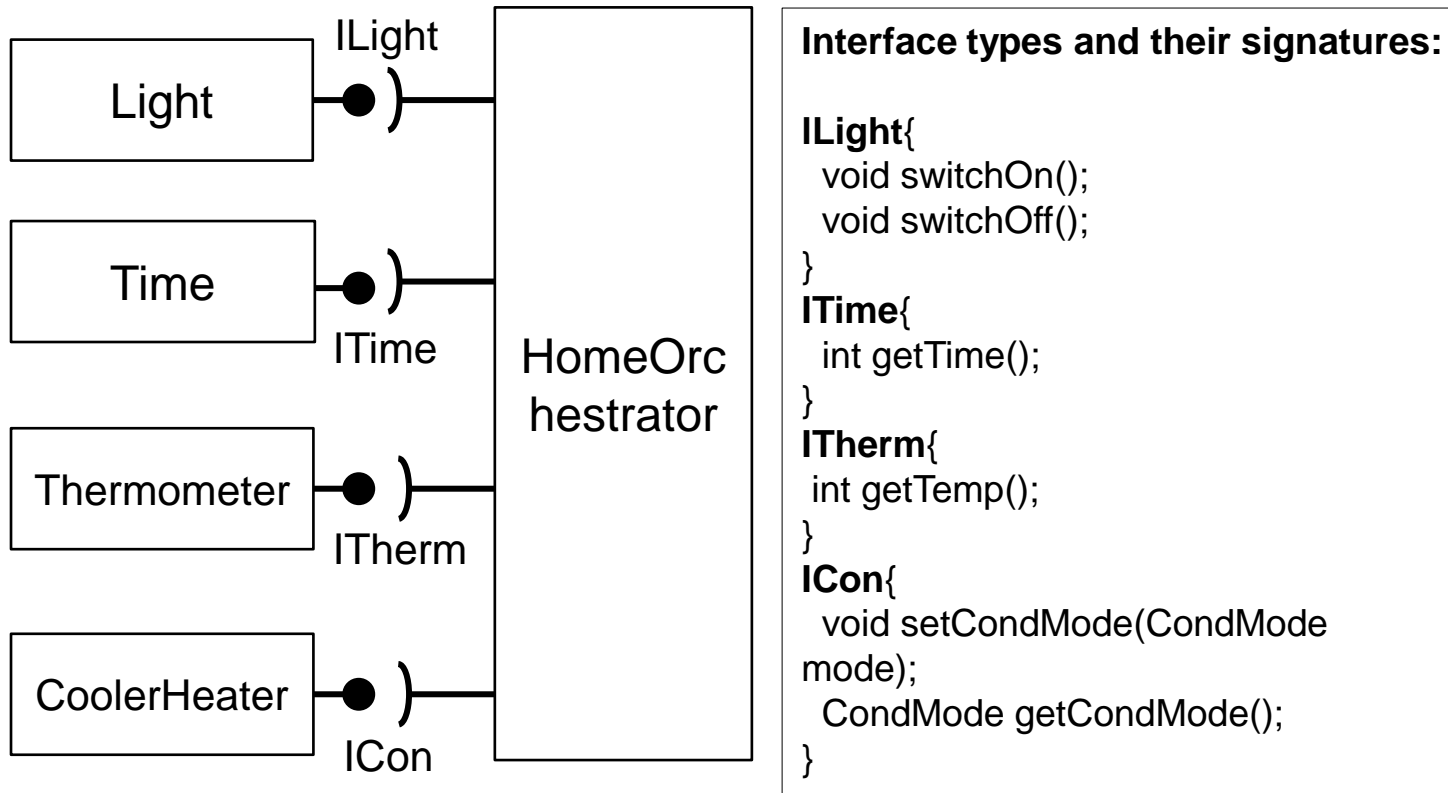 ILight
Light
Time
ITime
HomeOrc
hestrator
Thermometer
ITherm
CoolerHeater
ICon
Interface types and their signatures:
ILight{
void switchOn();
void switchOff();
}
ITime{
int getTime();
}
ITherm{
int getTemp();
}
ICon{
void setCondMode(CondMode
mode);
CondMode getCondMode();
}